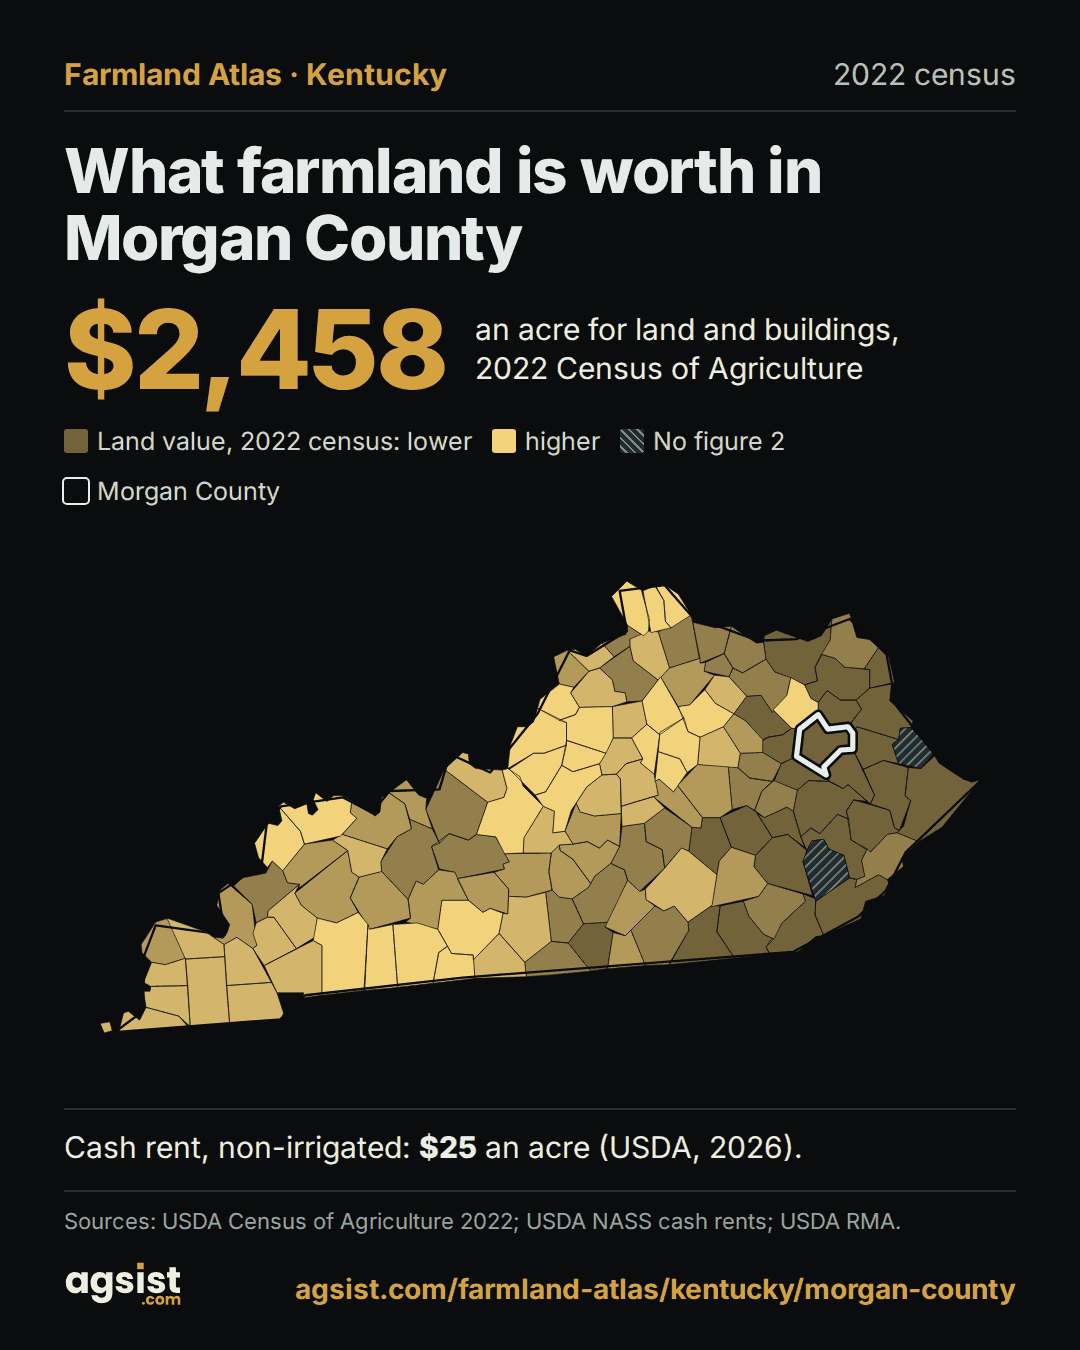 Farmland Atlas · Kentucky
2022 census
What farmland is worth in
Morgan County
$2,458
an acre for land and buildings,
2022 Census of Agriculture
Land value, 2022 census: lower
higher
No figure 2
Morgan County
Cash rent, non-irrigated: $25 an acre (USDA, 2026).
Sources: USDA Census of Agriculture 2022; USDA NASS cash rents; USDA RMA.
agsist
.com
agsist.com/farmland-atlas/kentucky/morgan-county